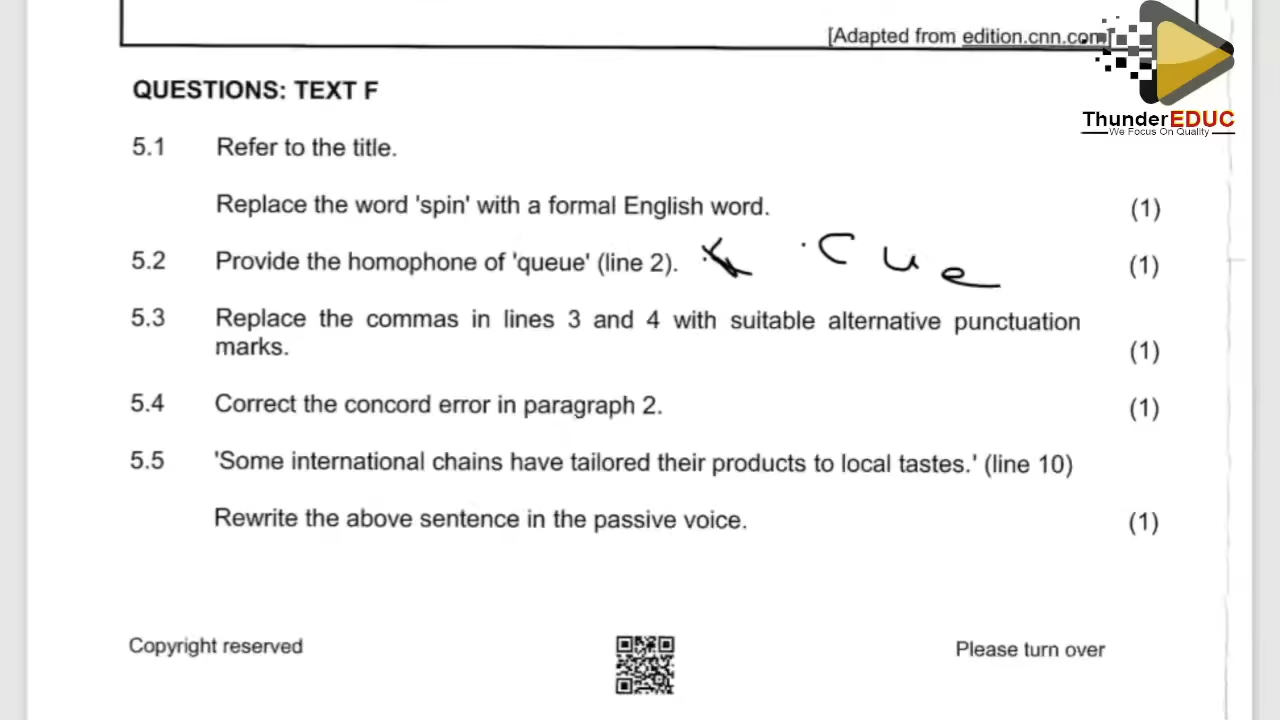 [Adapted from edition.cnn.com]
ThunderEDUC
We Focus On Quality
QUESTIONS: TEXT F
5.1 Refer to the title.
Replace the word 'spin' with a formal English word. (1)
5.2 Provide the homophone of 'queue' (line 2). cue (1)
5.3 Replace the commas in lines 3 and 4 with suitable alternative punctuation
marks. (1)
5.4 Correct the concord error in paragraph 2. (1)
5.5 'Some international chains have tailored their products to local tastes.' (line 10)
Rewrite the above sentence in the passive voice. (1)
Copyright reserved Please turn over